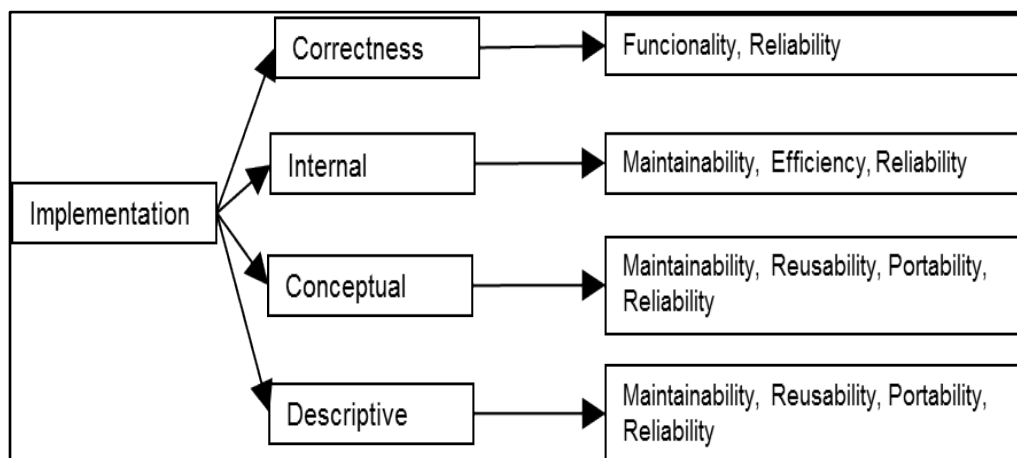 Correctness
Funcionality, Reliability
Internal
Maintainability, Efficiency, Reliability
Implementation
Conceptual
Maintainability, Reusability, Portability,
Reliability
Descriptive
Maintainability, Reusability, Portability,
Reliability